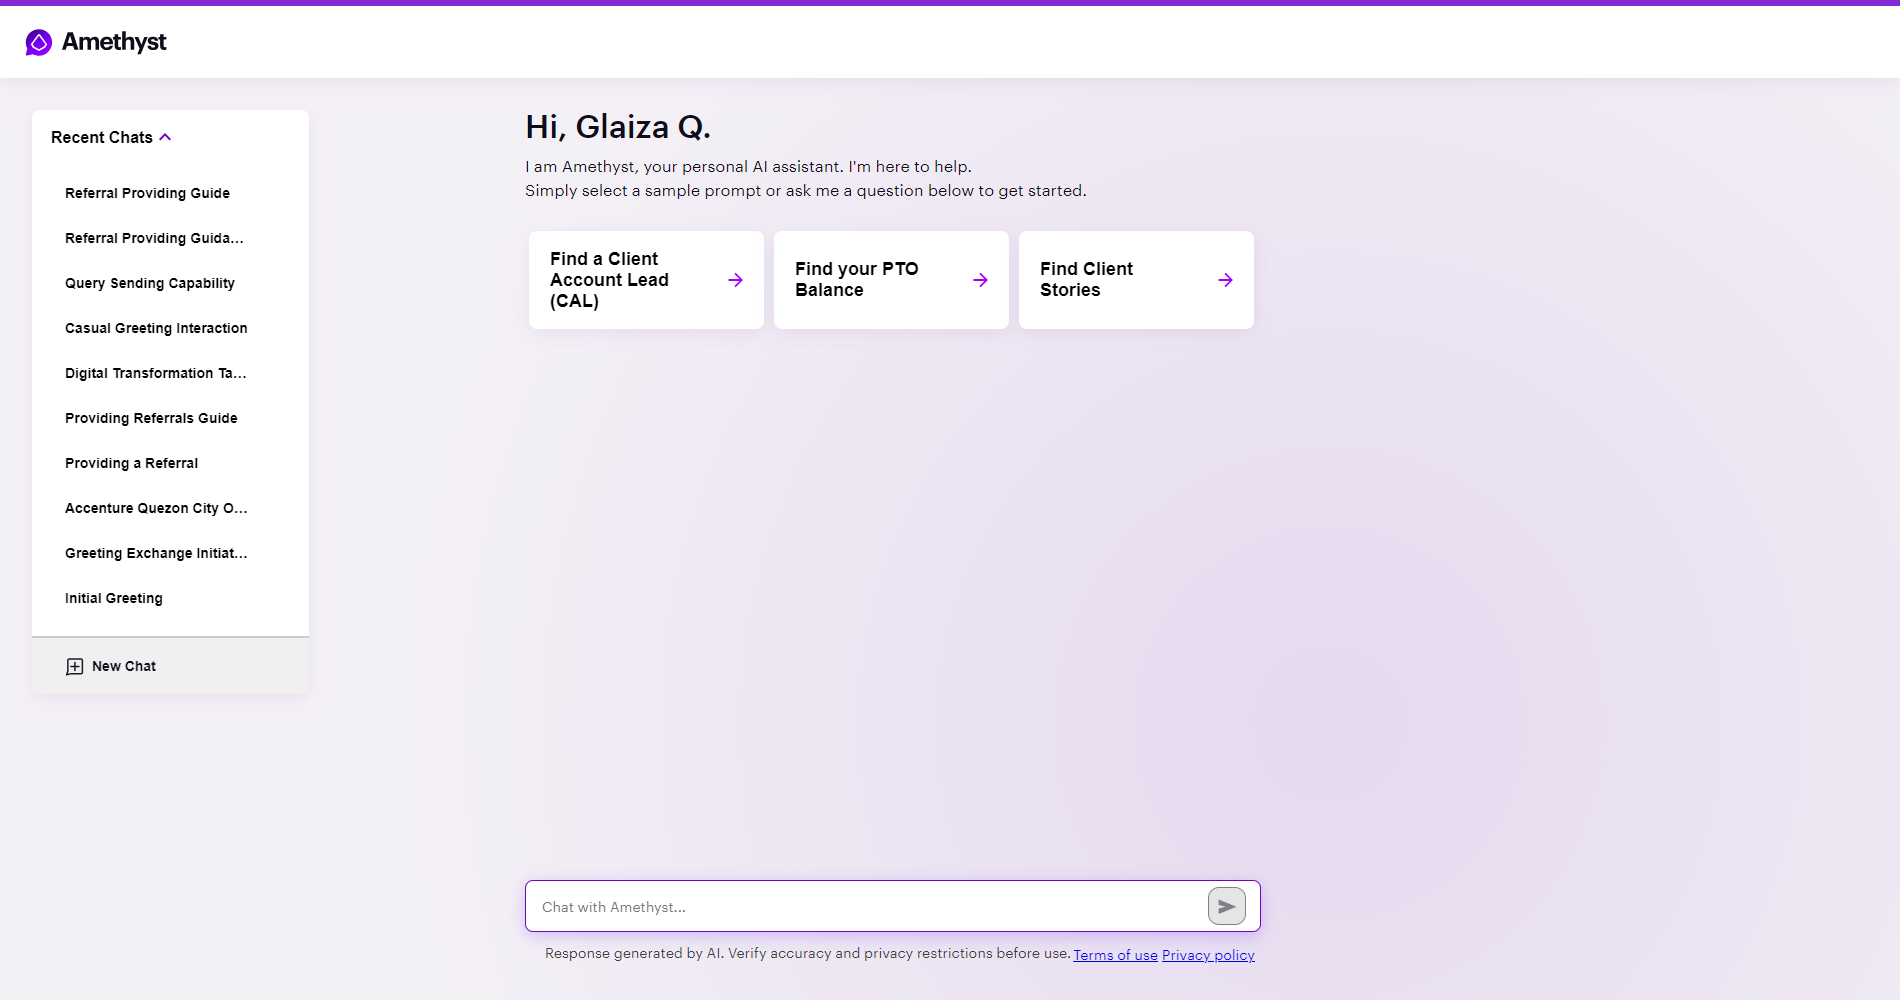 Amethyst
Recent Chats
Referral Providing Guide
Referral Providing Guida...
Query Sending Capability
Casual Greeting Interaction
Digital Transformation Ta...
Providing Referrals Guide
Providing a Referral
Accenture Quezon City O...
Greeting Exchange Initiat...
Initial Greeting
New Chat
Hi, Glaiza Q.
I am Amethyst, your personal AI assistant. I'm here to help.
Simply select a sample prompt or ask me a question below to get started.
Find a Client
Account Lead
(CAL)
Find your PTO
Balance
Find Client
Stories
Chat with Amethyst...
Response generated by AI. Verify accuracy and privacy restrictions before use. Terms of use Privacy policy